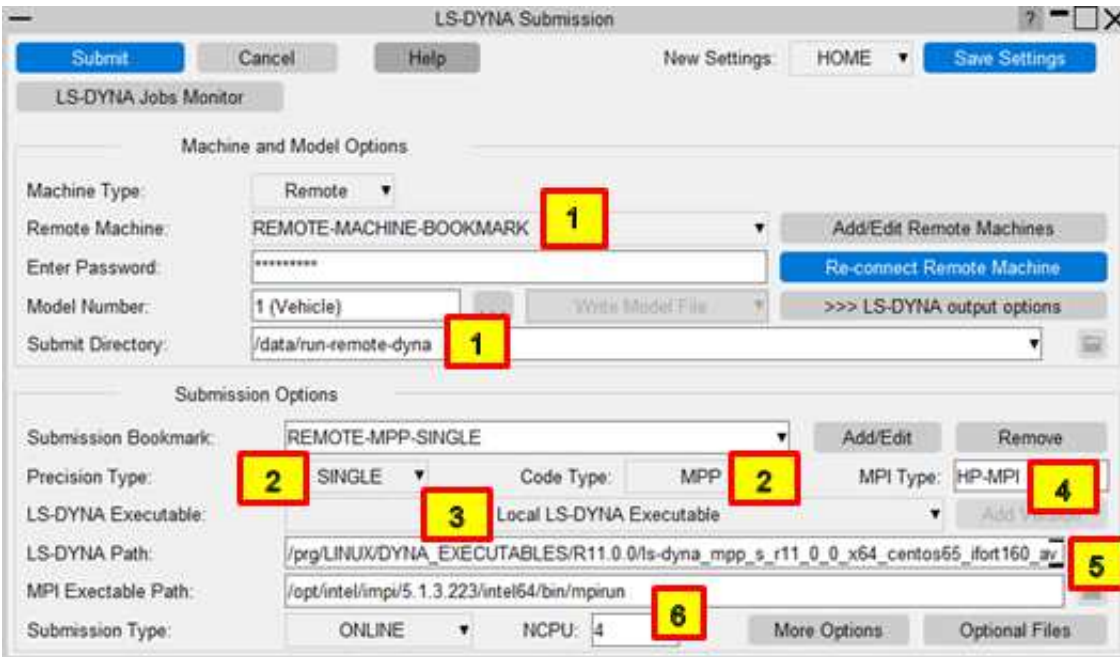 LS-DYNA Submission ?
Submit Cancel Help New Settings: HOME Save Settings
LS-DYNA Jobs Monitor
Machine and Model Options
Machine Type: Remote
Remote Machine: REMOTE-MACHINE-BOOKMARK 1 Add/Edit Remote Machines
Enter Password: ********* Re-connect Remote Machine
Model Number: 1 (Vehicle) ... Write Model File >>> LS-DYNA output options
Submit Directory: /data/run-remote-dyna 1
Submission Options
Submission Bookmark: REMOTE-MPP-SINGLE Add/Edit Remove
Precision Type: 2 SINGLE Code Type: MPP 2 MPI Type: HP-MPI 4
LS-DYNA Executable: 3 Local LS-DYNA Executable Add
LS-DYNA Path: /prg/LINUX/DYNA_EXECUTABLES/R11.0.0/ls-dyna_mpp_s_r11_0_0_x64_centos65_ifort160_av 5
MPI Exectable Path: /opt/intel/impi/5.1.3.223/intel64/bin/mpirun
Submission Type: ONLINE NCPU: 4 6 More Options Optional Files